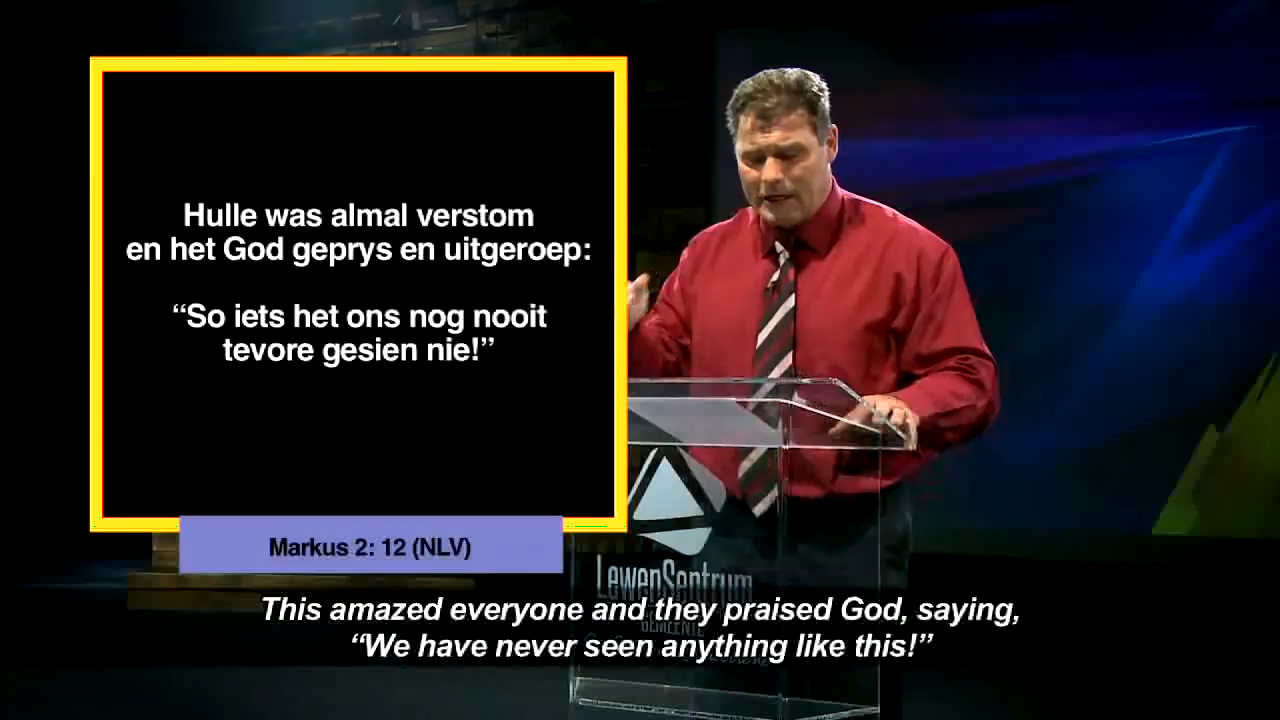 Hulle was almal verstom
en het God geprys en uitgeroep:
“So iets het ons nog nooit
tevore gesien nie!”
Markus 2: 12 (NLV)
LewenSentrum
GEMEENTE
This amazed everyone and they praised God, saying,
“We have never seen anything like this!”